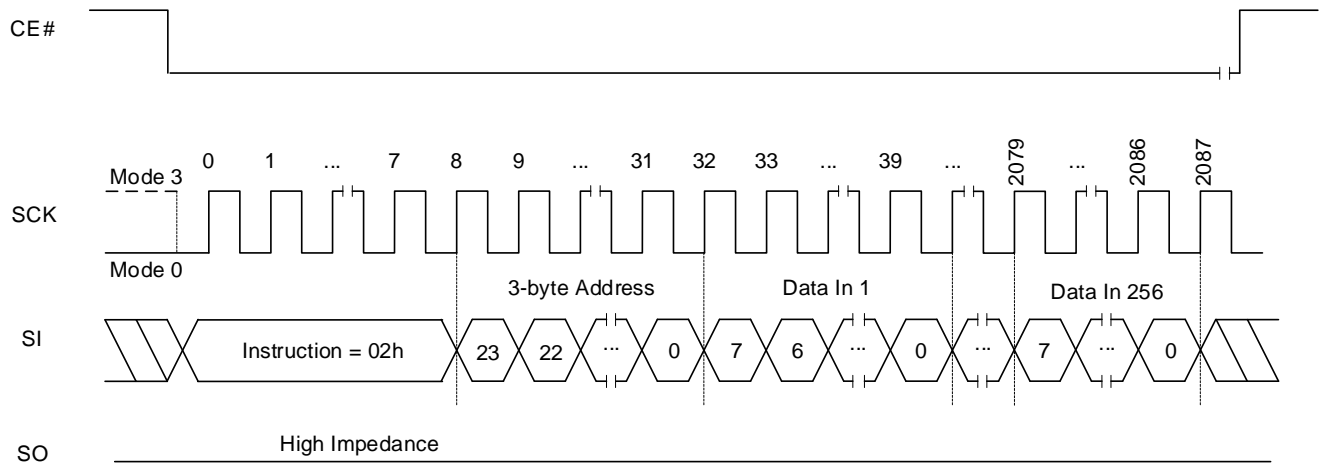 CE#
0 1 ... 7 8 9 ... 31 32 33 ... 39 ... 2079 ... 2086 2087
Mode 3
SCK
Mode 0
3-byte Address Data In 1 Data In 256
SI Instruction = 02h 23 22 ... 0 7 6 ... 0 ... 7 ... 0
High Impedance
SO